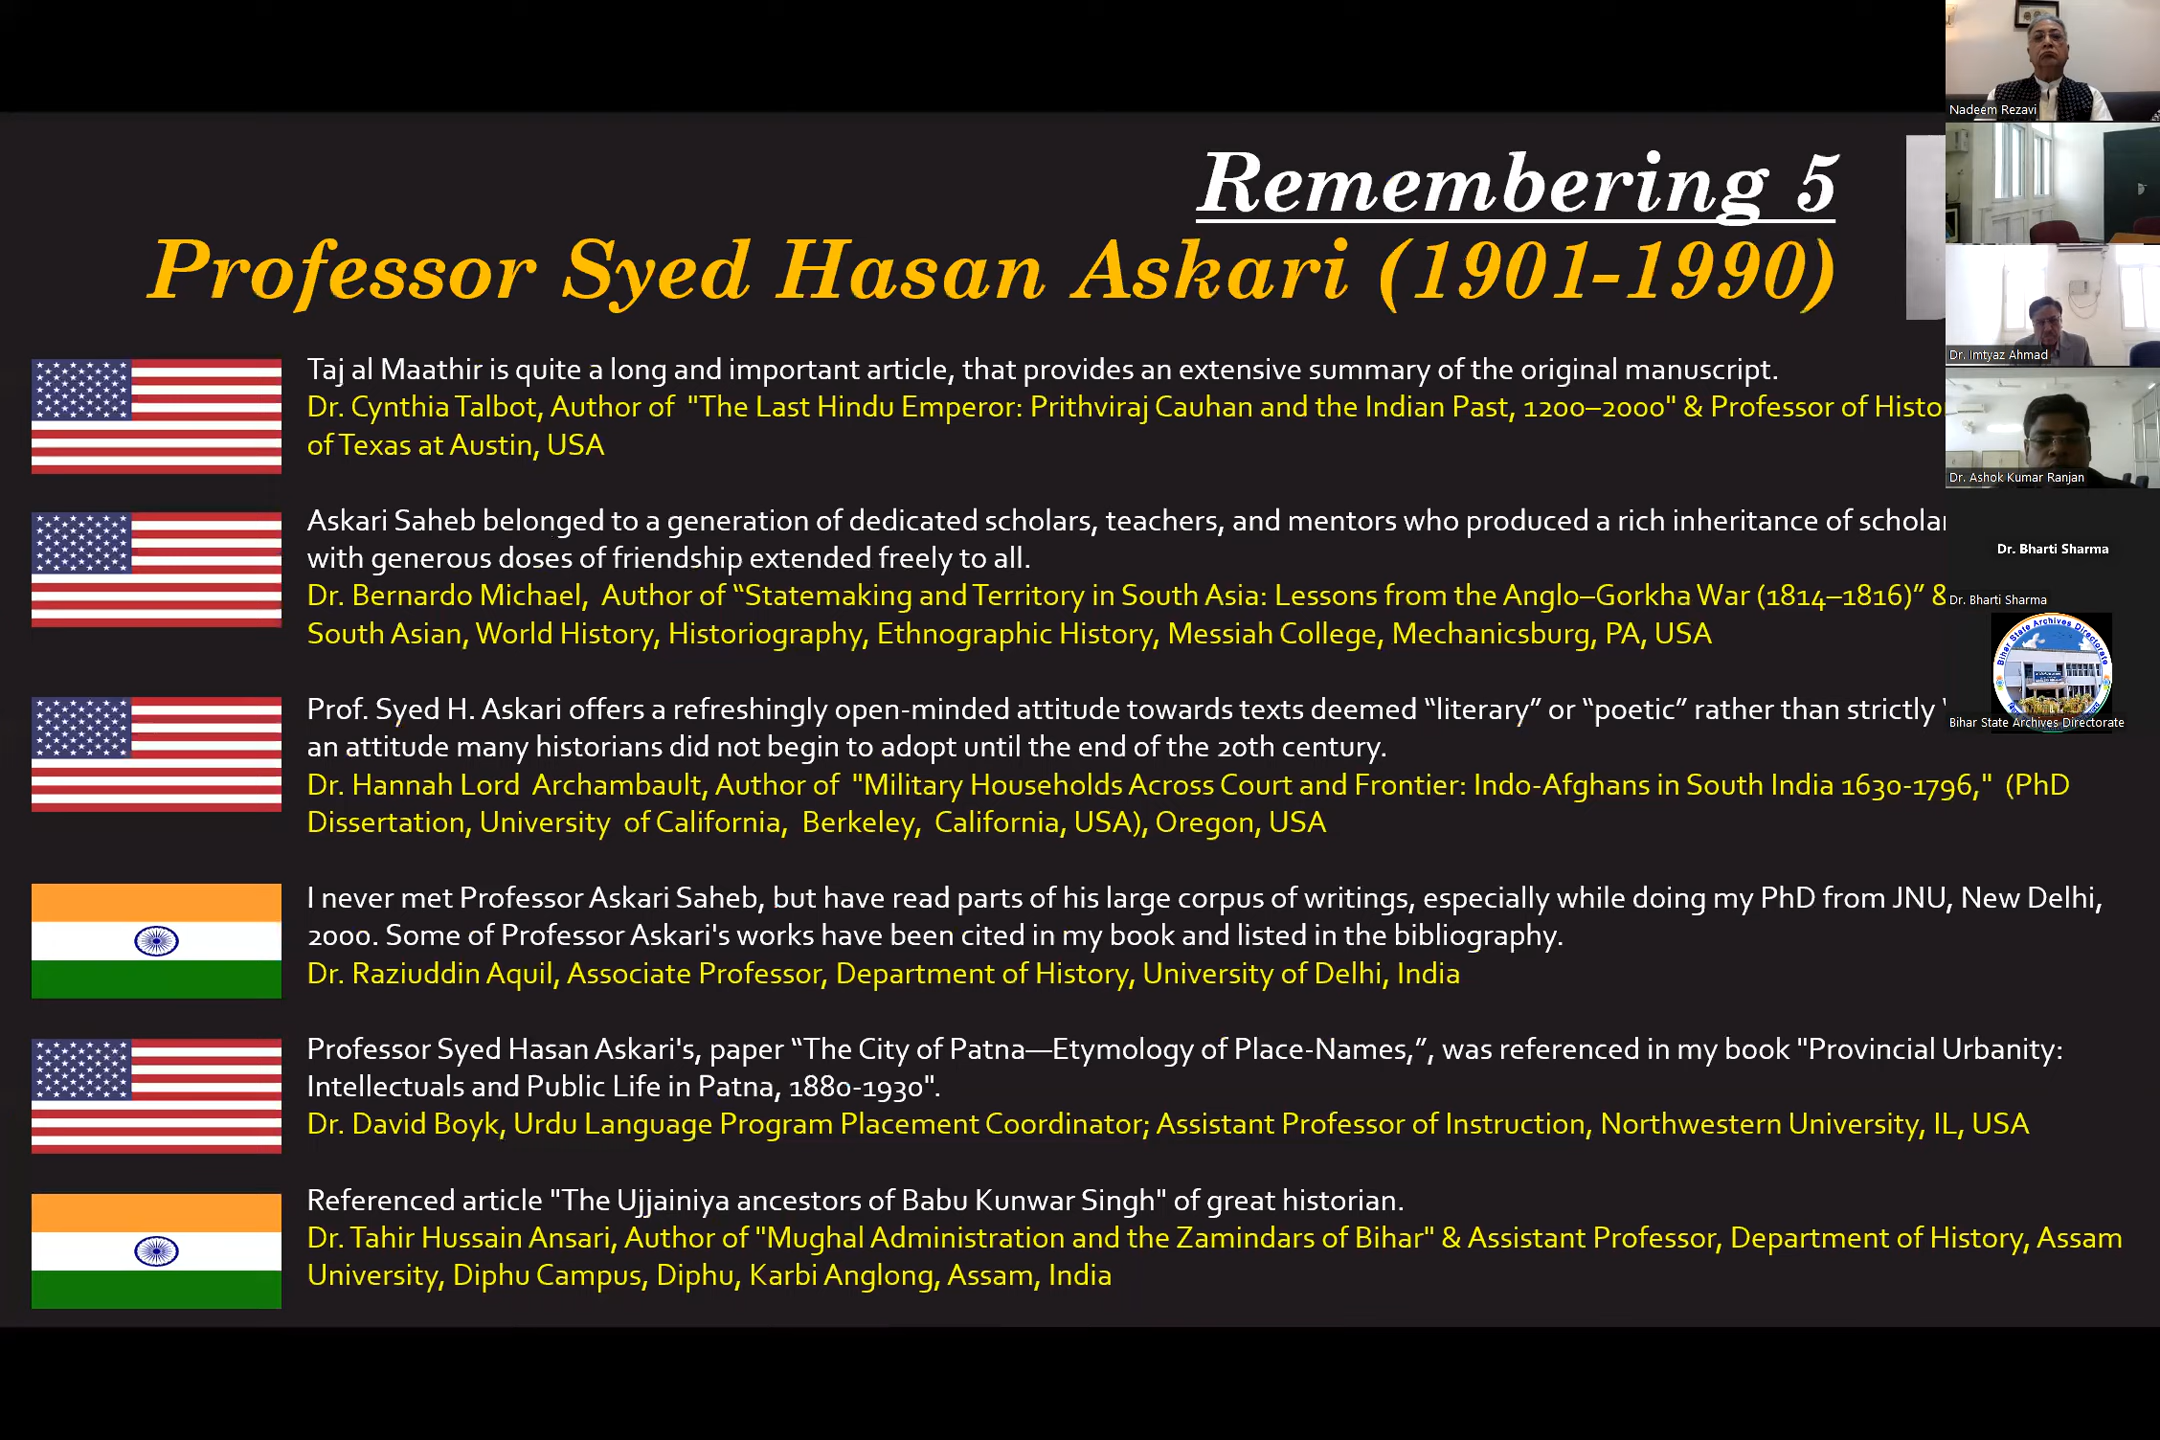 Remembering 5
Professor Syed Hasan Askari (1901-1990)
Taj al Maathir is quite a long and important article, that provides an extensive summary of the original manuscript.
Dr. Cynthia Talbot, Author of "The Last Hindu Emperor: Prithviraj Cauhan and the Indian Past, 1200–2000" & Professor of Histo
of Texas at Austin, USA
Askari Saheb belonged to a generation of dedicated scholars, teachers, and mentors who produced a rich inheritance of scholar
with generous doses of friendship extended freely to all.
Dr. Bernardo Michael, Author of “Statemaking and Territory in South Asia: Lessons from the Anglo–Gorkha War (1814–1816)” &
South Asian, World History, Historiography, Ethnographic History, Messiah College, Mechanicsburg, PA, USA
Prof. Syed H. Askari offers a refreshingly open-minded attitude towards texts deemed “literary” or “poetic” rather than strictly
an attitude many historians did not begin to adopt until the end of the 20th century.
Dr. Hannah Lord Archambault, Author of "Military Households Across Court and Frontier: Indo-Afghans in South India 1630-1796," (PhD
Dissertation, University of California, Berkeley, California, USA), Oregon, USA
I never met Professor Askari Saheb, but have read parts of his large corpus of writings, especially while doing my PhD from JNU, New Delhi,
2000. Some of Professor Askari's works have been cited in my book and listed in the bibliography.
Dr. Raziuddin Aquil, Associate Professor, Department of History, University of Delhi, India
Professor Syed Hasan Askari's, paper “The City of Patna—Etymology of Place-Names,”, was referenced in my book "Provincial Urbanity:
Intellectuals and Public Life in Patna, 1880-1930".
Dr. David Boyk, Urdu Language Program Placement Coordinator; Assistant Professor of Instruction, Northwestern University, IL, USA
Referenced article "The Ujjainiya ancestors of Babu Kunwar Singh" of great historian.
Dr. Tahir Hussain Ansari, Author of "Mughal Administration and the Zamindars of Bihar" & Assistant Professor, Department of History, Assam
University, Diphu Campus, Diphu, Karbi Anglong, Assam, India
Nadeem Rezavi
Dr. Imtyaz Ahmad
Dr. Ashok Kumar Ranjan
Dr. Bharti Sharma
Dr. Bharti Sharma
Bihar State Archives Directorate
Bihar State Archives Directorate